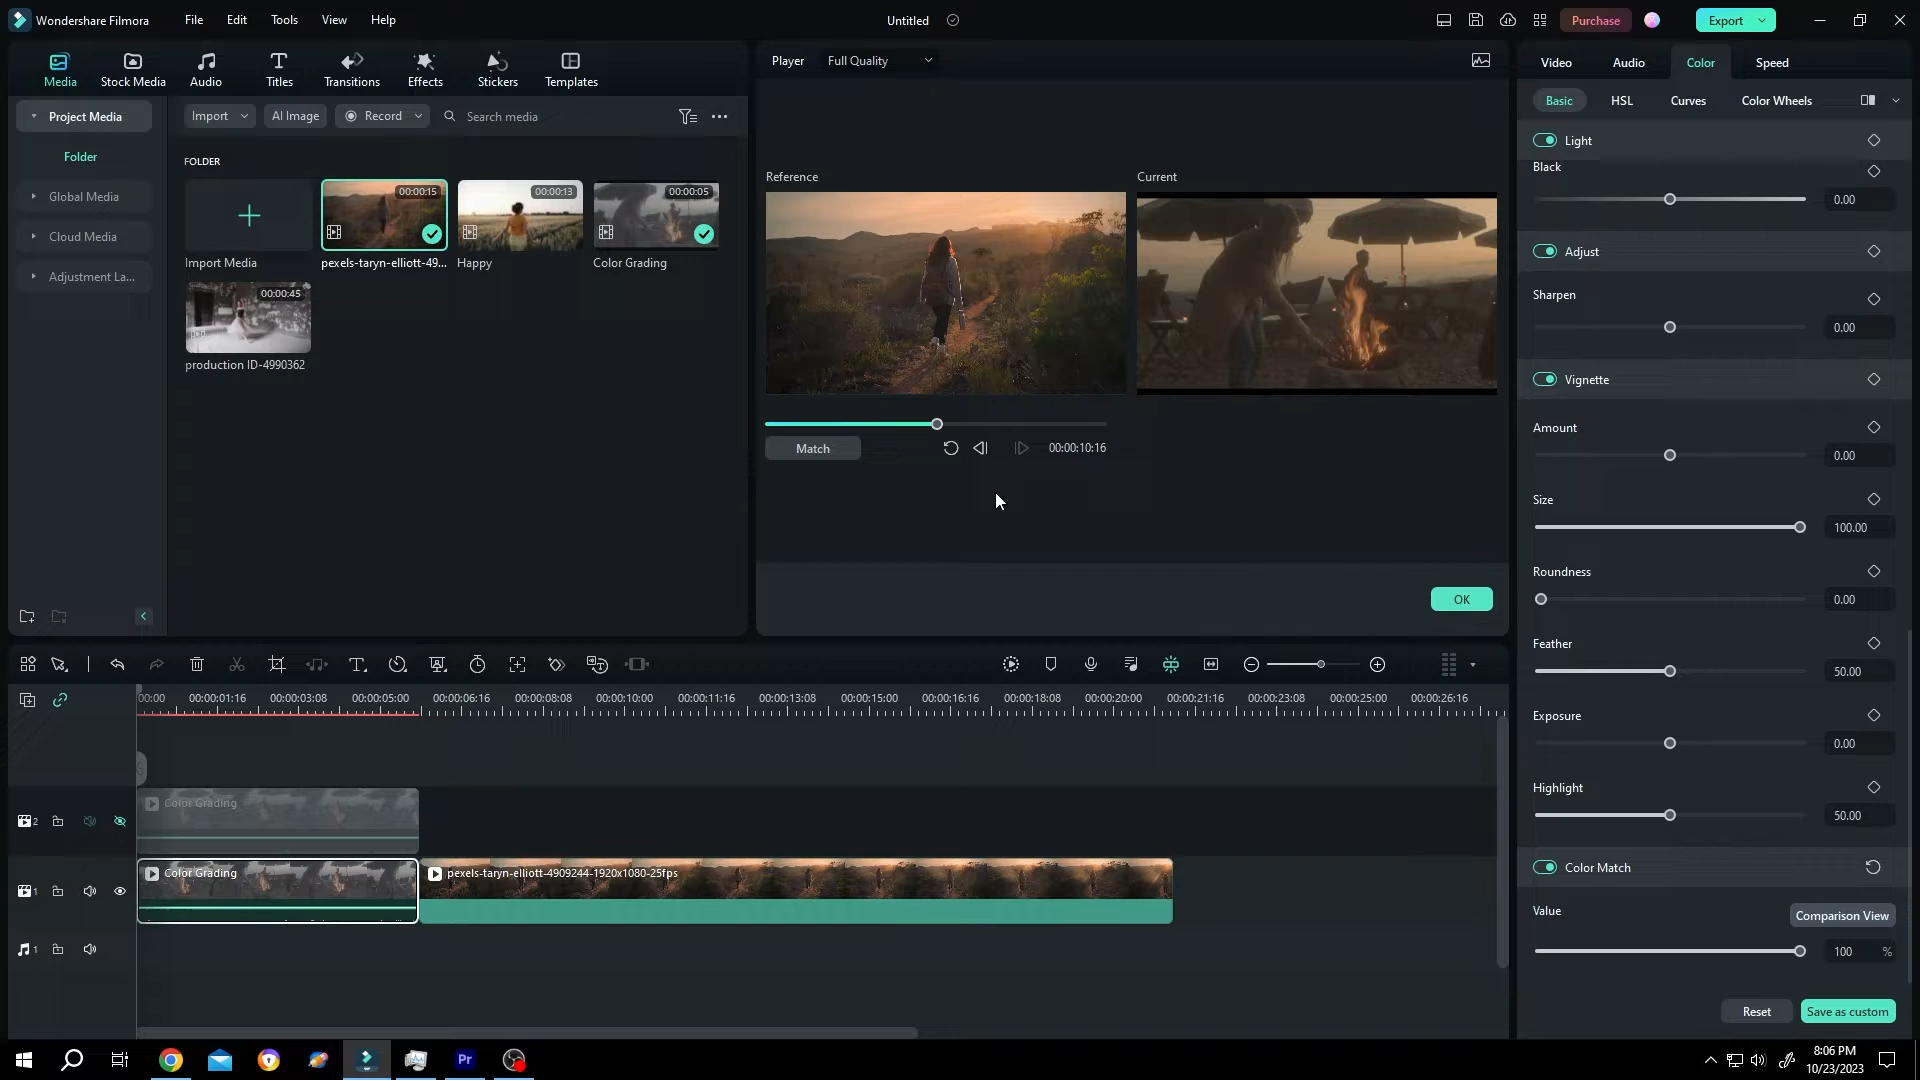 Wondershare Filmora
File Edit Tools View Help
Untitled
Purchase
Export
Media
Stock Media
Audio
Titles
Transitions
Effects
Stickers
Templates
Player
Full Quality
Video
Audio
Color
Speed
Project Media
Import
AI Image
Record
Search media
Basic
HSL
Curves
Color Wheels
Folder
Global Media
Cloud Media
Adjustment La...
FOLDER
00:00:15
00:00:13
00:00:05
Import Media
pexels-taryn-elliott-49...
Happy
Color Grading
00:00:45
production ID-4990362
Reference
Current
Match
00:00:10:16
OK
Light
Black
0.00
Adjust
Sharpen
0.00
Vignette
Amount
0.00
Size
100.00
Roundness
0.00
Feather
50.00
Exposure
0.00
Highlight
50.00
Color Match
Value
Comparison View
100 %
Reset
Save as custom
00:00 00:00:01:16 00:00:03:08 00:00:05:00 00:00:06:16 00:00:08:08 00:00:10:00 00:00:11:16 00:00:13:08 00:00:15:00 00:00:16:16 00:00:18:08 00:00:20:00 00:00:21:16 00:00:23:08 00:00:25:00 00:00:26:16
2
Color Grading
1
Color Grading
pexels-taryn-elliott-4909244-1920x1080-25fps
1
Pr
8:06 PM
10/23/2023